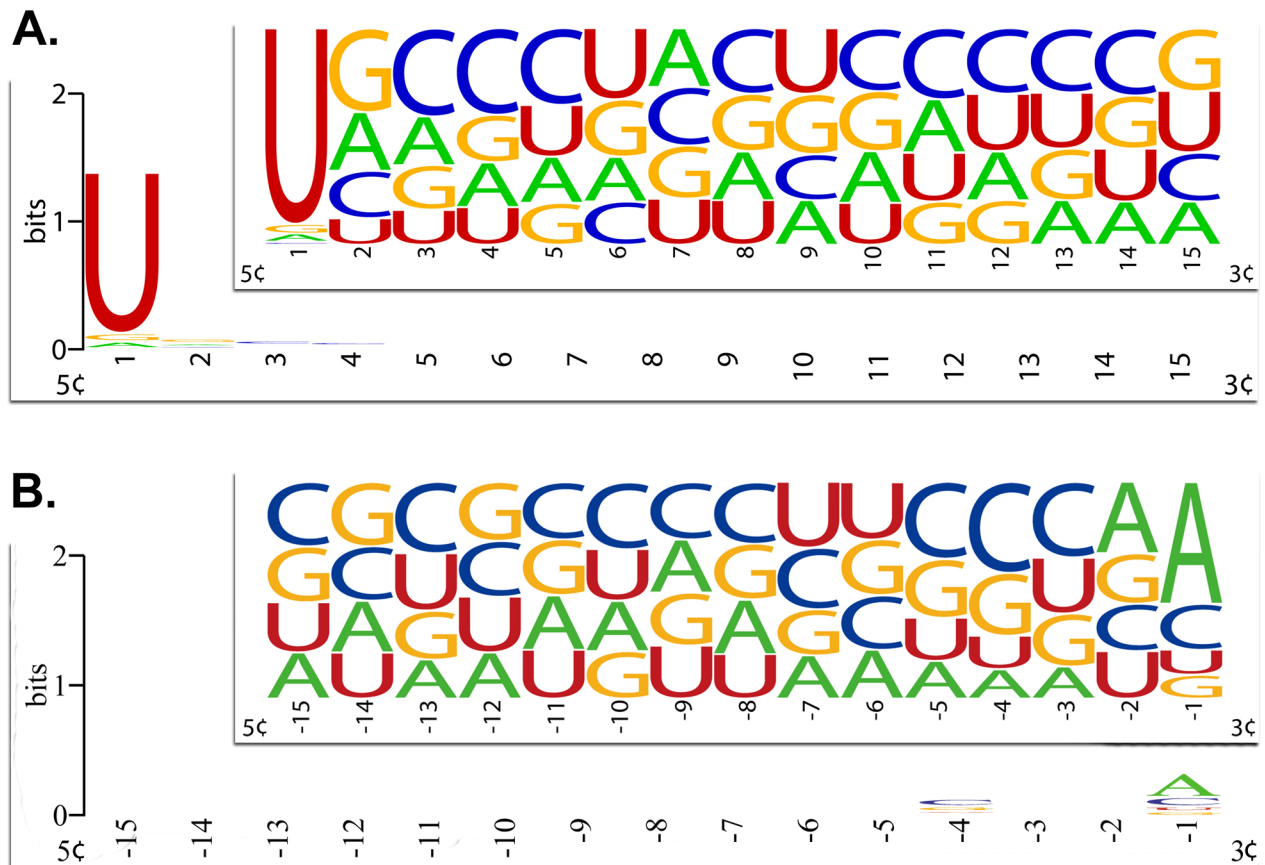 A.
bits
2
1
0
U G C C C U A C U C C C C C G
A A G U G C G G G A U U G U
C G A A A G A C A U A G U C
G U U U G C U U A U G G A A A
A
1 2 3 4 5 6 7 8 9 10 11 12 13 14 15
5¢ 3¢
U
G
A
1 2 3 4 5 6 7 8 9 10 11 12 13 14 15
5¢ 3¢
B.
bits
2
1
0
C G C G C C C C U U C C C A A
G C U C G U A G C G G G U G C
U A G U A A G A G C U U G C U
A U A A U G U U A A A A A U G
-15 -14 -13 -12 -11 -10 -9 -8 -7 -6 -5 -4 -3 -2 -1
5¢ 3¢
C A
G C
U
G
-15 -14 -13 -12 -11 -10 -9 -8 -7 -6 -5 -4 -3 -2 -1
5¢ 3¢